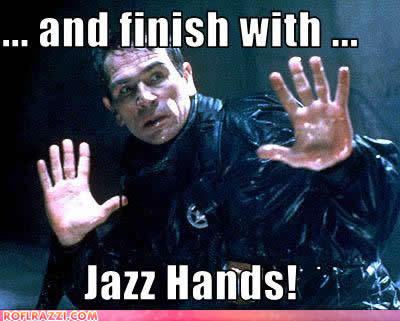 ... and finish with ...
Jazz Hands!
ROFLRAZZI.COM